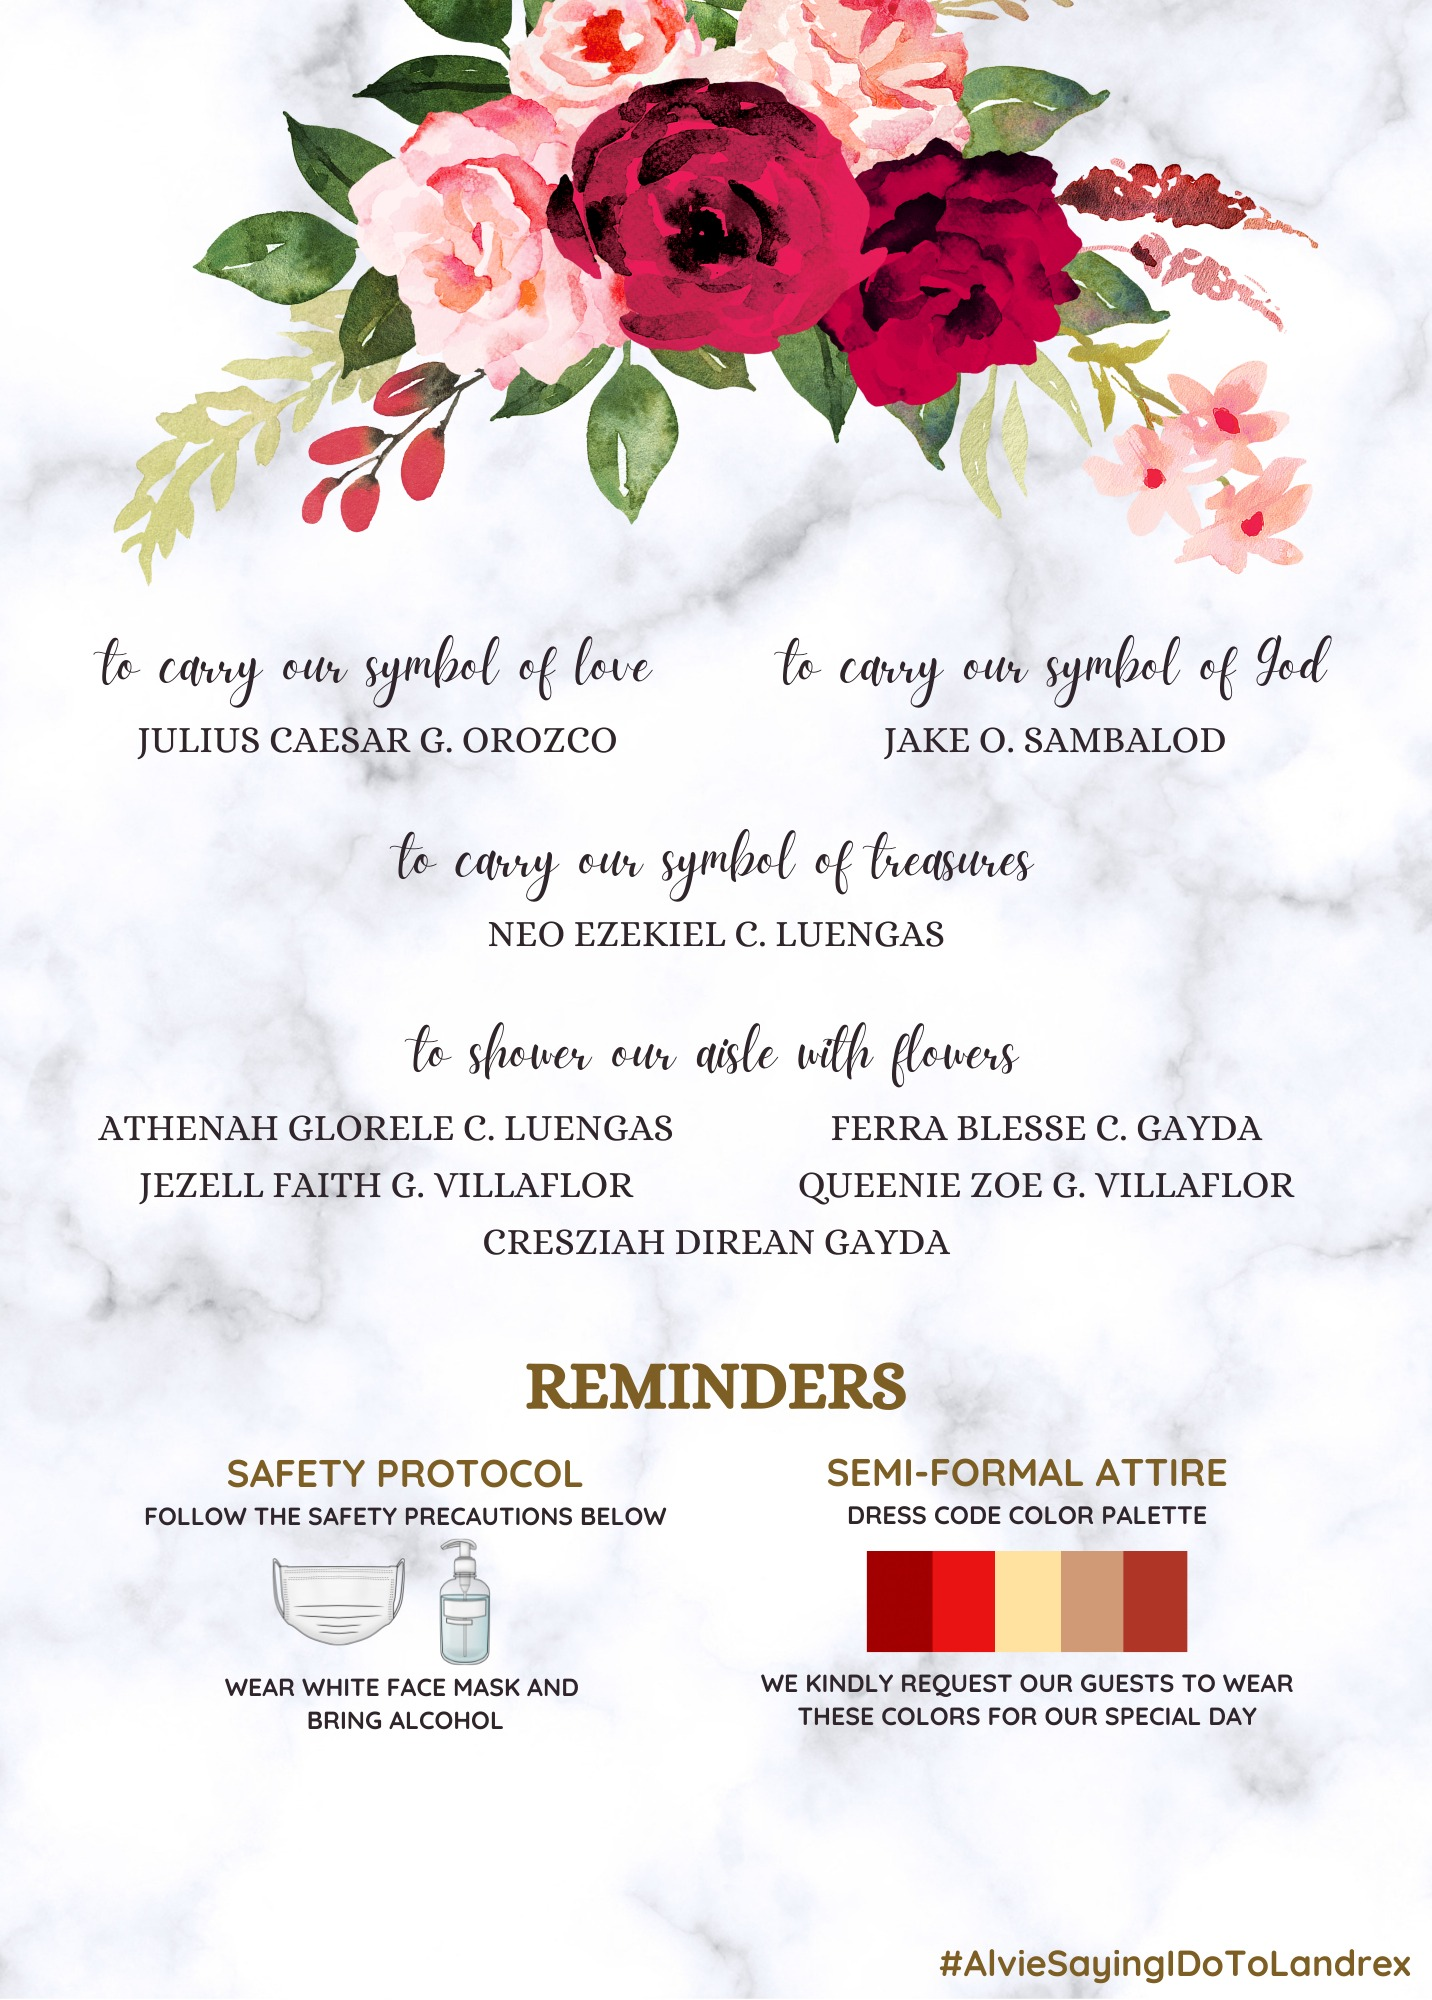 to carry our symbol of love
JULIUS CAESAR G. OROZCO
to carry our symbol of God
JAKE O. SAMBALOD
to carry our symbol of treasures
NEO EZEKIEL C. LUENGAS
to shower our aisle with flowers
ATHENAH GLORELE C. LUENGAS
FERRA BLESSE C. GAYDA
JEZELL FAITH G. VILLAFLOR
QUEENIE ZOE G. VILLAFLOR
CRESZIAH DIREAN GAYDA
REMINDERS
SAFETY PROTOCOL
FOLLOW THE SAFETY PRECAUTIONS BELOW
WEAR WHITE FACE MASK AND
BRING ALCOHOL
SEMI-FORMAL ATTIRE
DRESS CODE COLOR PALETTE
WE KINDLY REQUEST OUR GUESTS TO WEAR
THESE COLORS FOR OUR SPECIAL DAY
#AlvieSayingIDoToLandrex